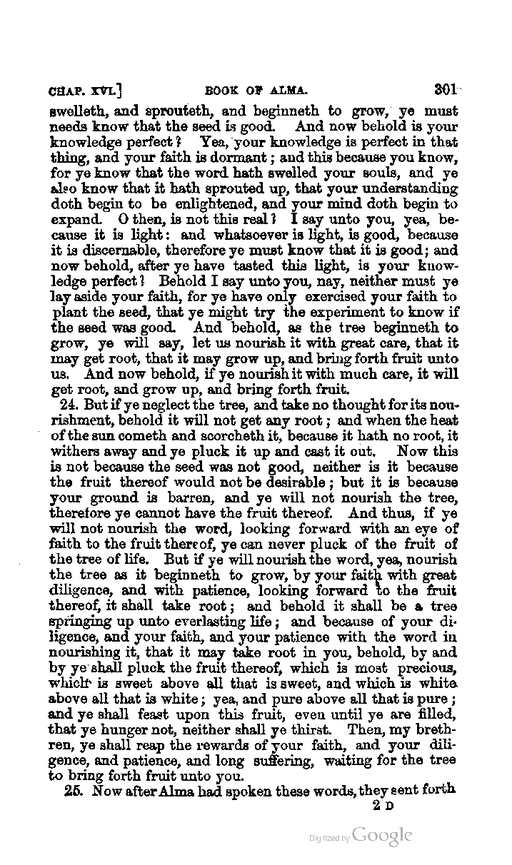 CHAP. XVI.] BOOK OF ALMA. 301
swelleth, and sprouteth, and beginneth to grow, ye must
needs know that the seed is good. And now behold is your
knowledge perfect? Yea, your knowledge is perfect in that
thing, and your faith is dormant; and this because you know,
for ye know that the word hath swelled your souls, and ye
also know that it hath sprouted up, that your understanding
doth begin to be enlightened, and your mind doth begin to
expand. O then, is not this real? I say unto you, yea, be-
cause it is light: and whatsoever is light, is good, because
it is discernable, therefore ye must know that it is good; and
now behold, after ye have tasted this light, is your know-
ledge perfect? Behold I say unto you, nay, neither must ye
lay aside your faith, for ye have only exercised your faith to
plant the seed, that ye might try the experiment to know if
the seed was good. And behold, as the tree beginneth to
grow, ye will say, let us nourish it with great care, that it
may get root, that it may grow up, and bring forth fruit unto
us. And now behold, if ye nourish it with much care, it will
get root, and grow up, and bring forth fruit.
24. But if ye neglect the tree, and take no thought for its nou-
rishment, behold it will not get any root; and when the heat
of the sun cometh and scorcheth it, because it hath no root, it
withers away and ye pluck it up and cast it out. Now this
is not because the seed was not good, neither is it because
the fruit thereof would not be desirable; but it is because
your ground is barren, and ye will not nourish the tree,
therefore ye cannot have the fruit thereof. And thus, if ye
will not nourish the word, looking forward with an eye of
faith to the fruit thereof, ye can never pluck of the fruit of
the tree of life. But if ye will nourish the word, yea, nourish
the tree as it beginneth to grow, by your faith with great
diligence, and with patience, looking forward to the fruit
thereof, it shall take root; and behold it shall be a tree
springing up unto everlasting life; and because of your di-
ligence, and your faith, and your patience with the word in
nourishing it, that it may take root in you, behold, by and
by ye shall pluck the fruit thereof, which is most precious,
which is sweet above all that is sweet, and which is white
above all that is white; yea, and pure above all that is pure;
and ye shall feast upon this fruit, even until ye are filled,
that ye hunger not, neither shall ye thirst. Then, my breth-
ren, ye shall reap the rewards of your faith, and your dili-
gence, and patience, and long suffering, waiting for the tree
to bring forth fruit unto you.
25. Now after Alma had spoken these words, they sent forth
2 D
Digitized by Google